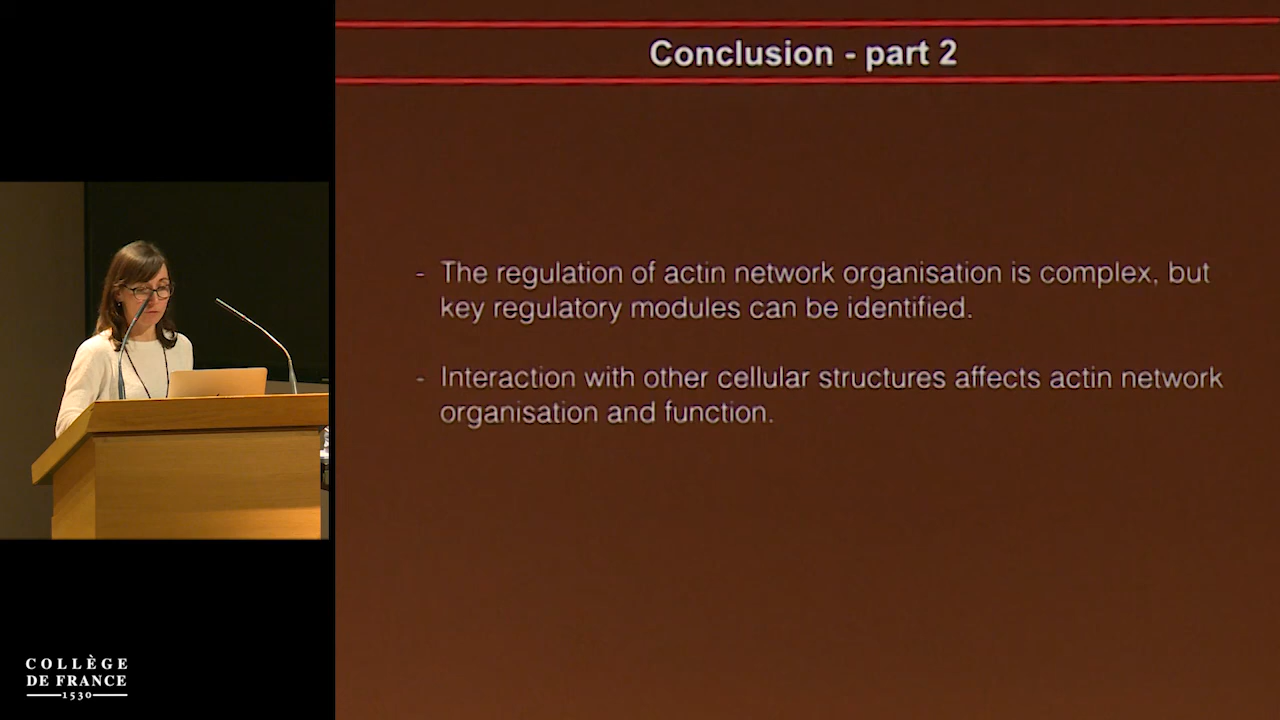 Conclusion - part 2
- The regulation of actin network organisation is complex, but
key regulatory modules can be identified.
- Interaction with other cellular structures affects actin network
organisation and function.
COLLÈGE
DE FRANCE
1530